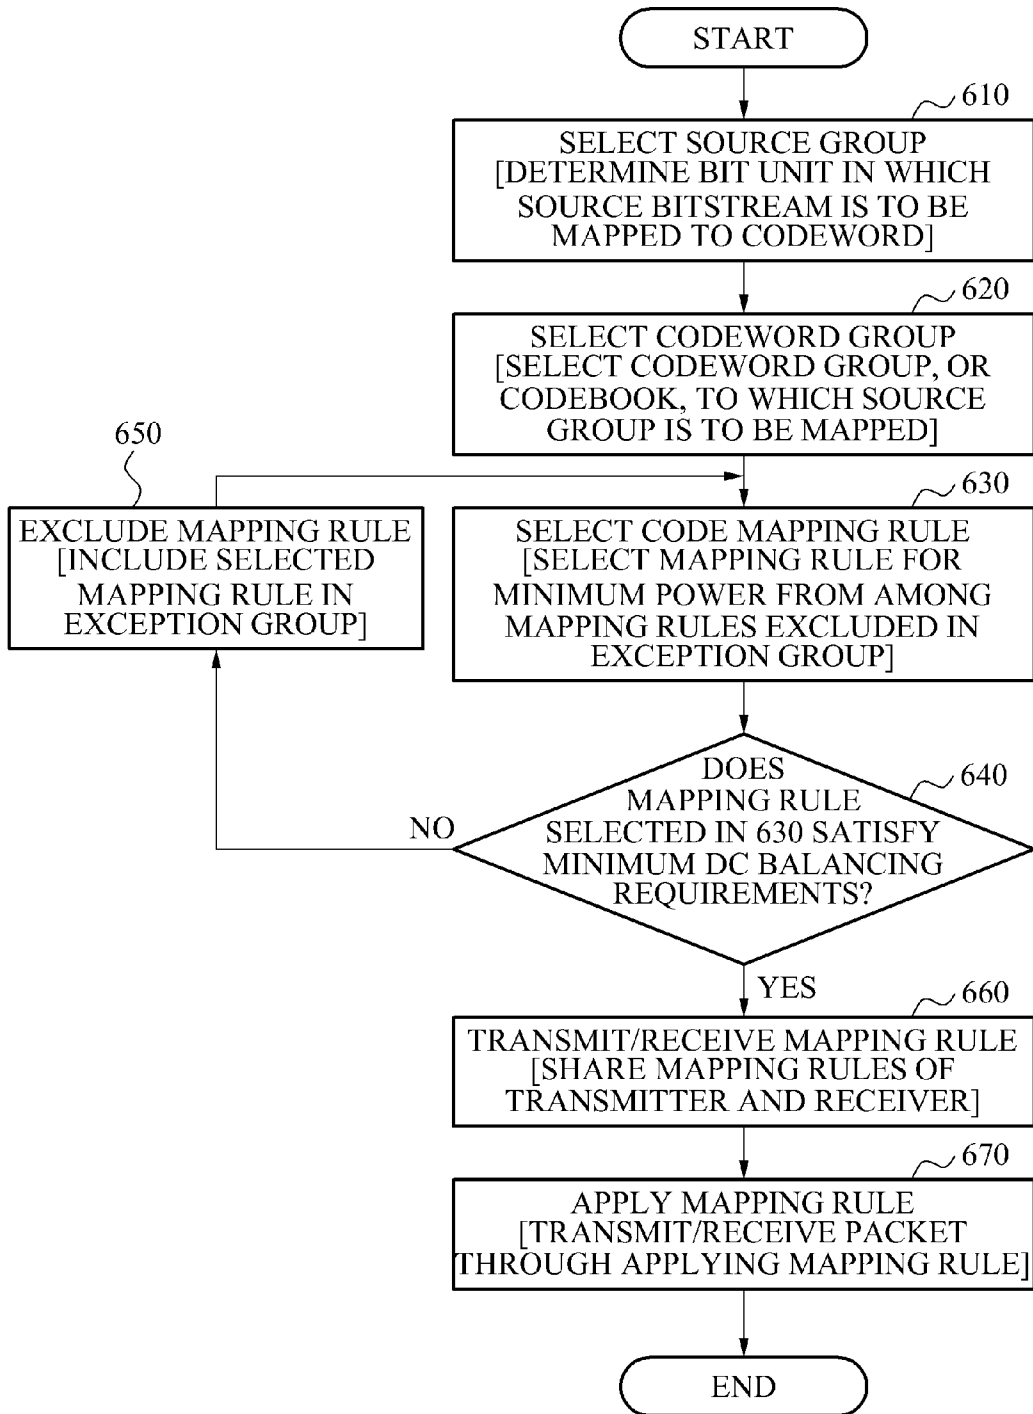 START
610
SELECT SOURCE GROUP
[DETERMINE BIT UNIT IN WHICH
SOURCE BITSTREAM IS TO BE
MAPPED TO CODEWORD]
620
SELECT CODEWORD GROUP
[SELECT CODEWORD GROUP, OR
CODEBOOK, TO WHICH SOURCE
GROUP IS TO BE MAPPED]
650
EXCLUDE MAPPING RULE
[INCLUDE SELECTED
MAPPING RULE IN
EXCEPTION GROUP]
630
SELECT CODE MAPPING RULE
[SELECT MAPPING RULE FOR
MINIMUM POWER FROM AMONG
MAPPING RULES EXCLUDED IN
EXCEPTION GROUP]
640
DOES
MAPPING RULE
SELECTED IN 630 SATISFY
MINIMUM DC BALANCING
REQUIREMENTS?
NO
YES
660
TRANSMIT/RECEIVE MAPPING RULE
[SHARE MAPPING RULES OF
TRANSMITTER AND RECEIVER]
670
APPLY MAPPING RULE
[TRANSMIT/RECEIVE PACKET
THROUGH APPLYING MAPPING RULE]
END